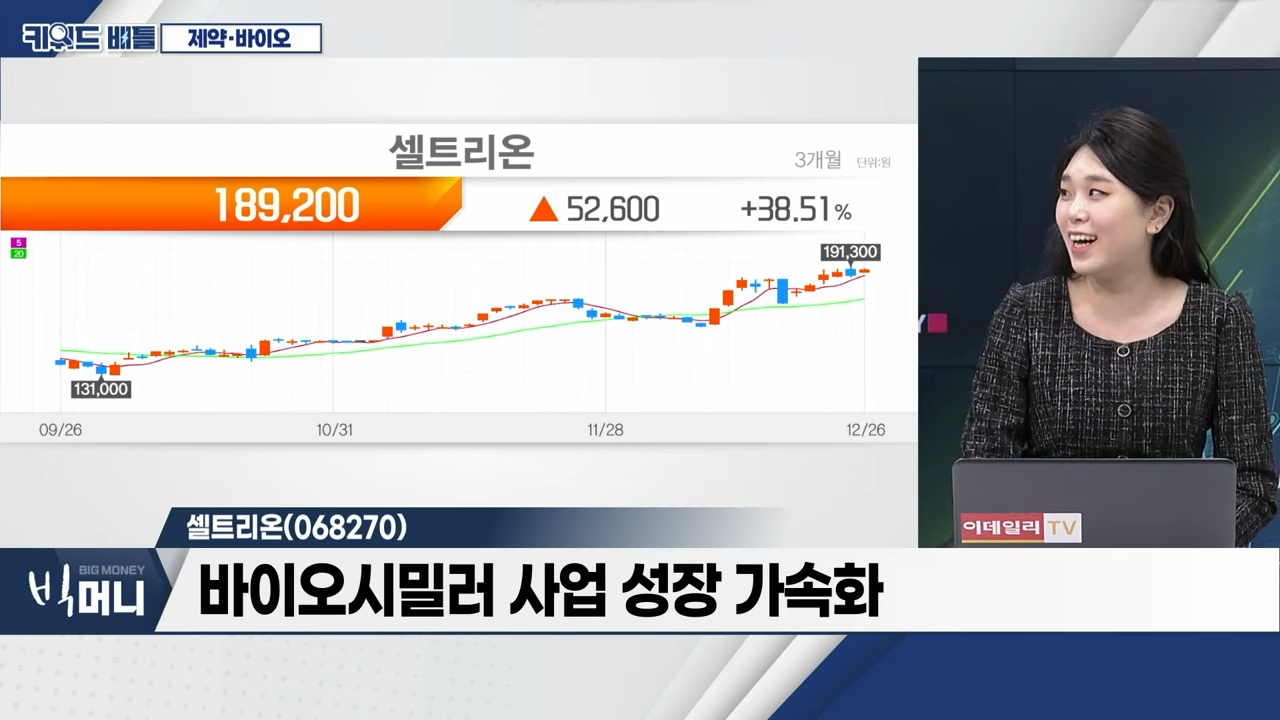 키워드 배틀
제약·바이오
셀트리온
3개월 단위:원
189,200 ▲ 52,600 +38.51%
5
20
191,300
131,000
09/26 10/31 11/28 12/26
Y
이데일리 TV
셀트리온(068270)
BIG MONEY
빅머니
바이오시밀러 사업 성장 가속화